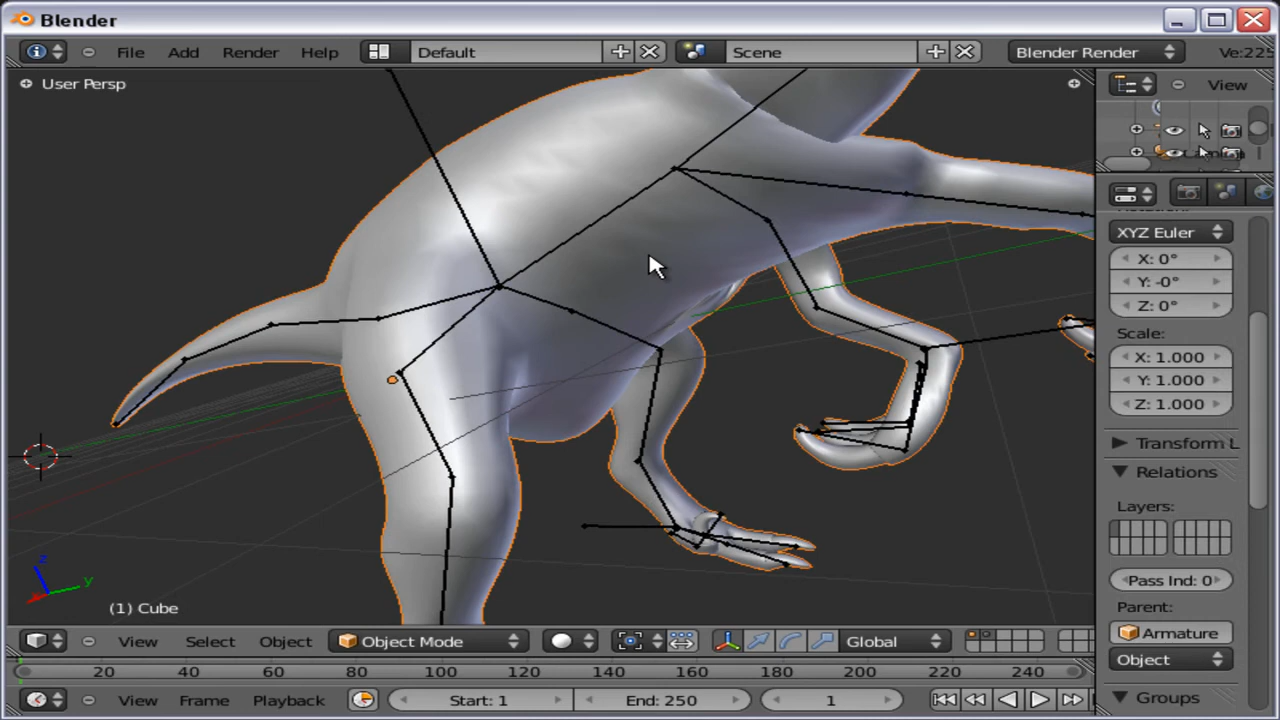 Blender
File Add Render Help Default Scene Blender Render Ve:225
User Persp
View
XYZ Euler
X: 0°
Y: -0°
Z: 0°
Scale:
X: 1.000
Y: 1.000
Z: 1.000
Transform L
Relations
Layers:
Pass Ind: 0
Parent:
Armature
Object
Groups
z
y
(1) Cube
View Select Object Object Mode Global
20 40 60 80 100 120 140 160 180 200 220 240
View Frame Playback Start: 1 End: 250 1